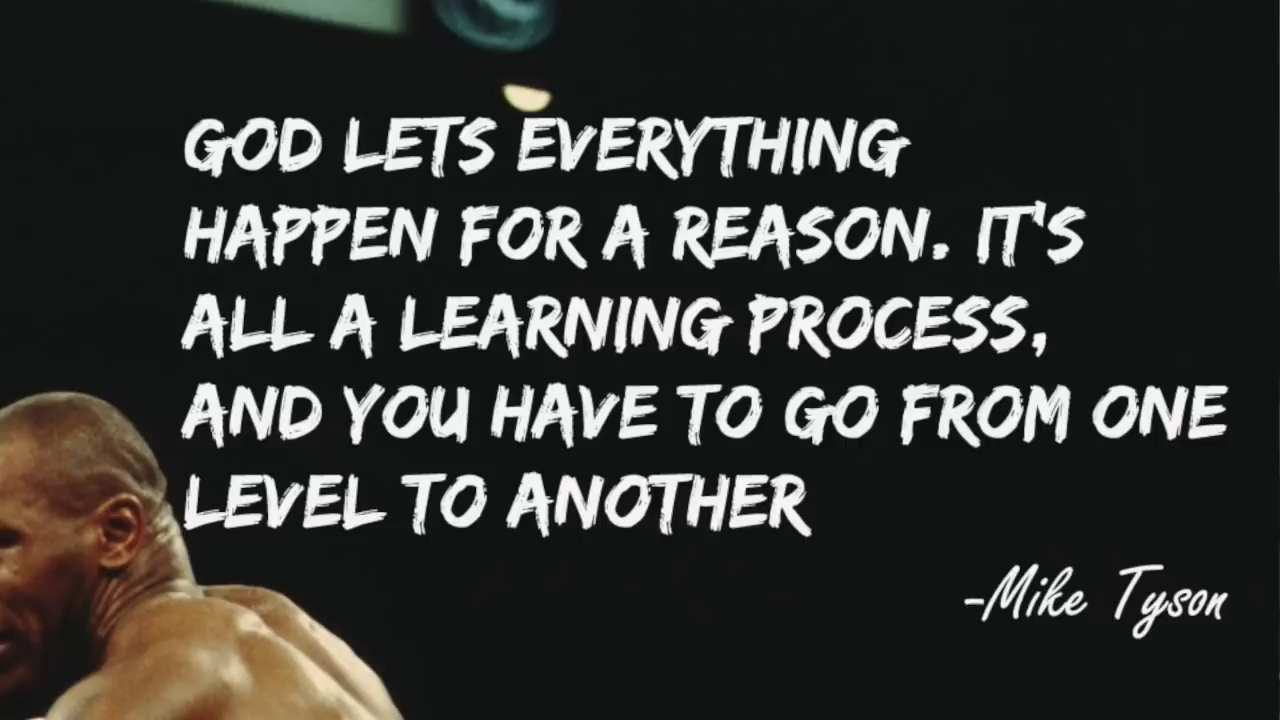 GOD LETS EVERYTHING
HAPPEN FOR A REASON. IT'S
ALL A LEARNING PROCESS,
AND YOU HAVE TO GO FROM ONE
LEVEL TO ANOTHER
-Mike Tyson